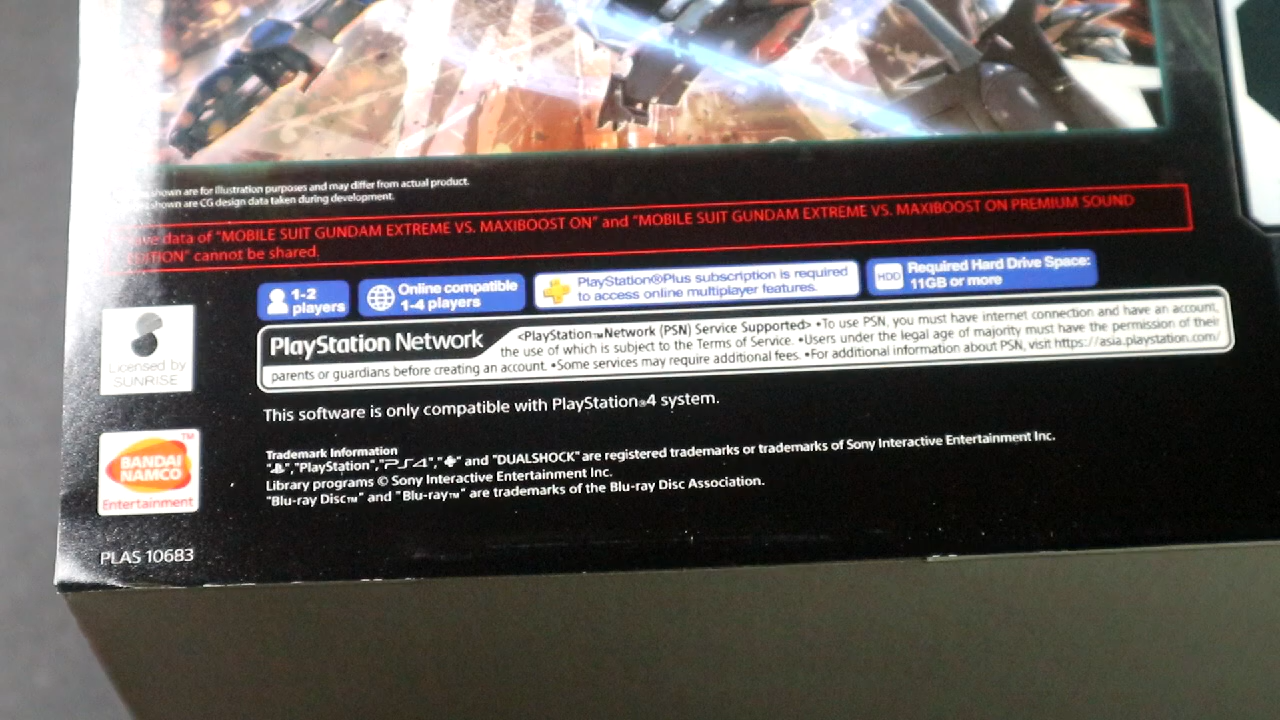 shown are for illustration purposes and may differ from actual product.
shown are CG design data taken during development.
data of “MOBILE SUIT GUNDAM EXTREME VS. MAXIBOOST ON” and “MOBILE SUIT GUNDAM EXTREME VS. MAXIBOOST ON PREMIUM SOUND
EDITION” cannot be shared.
1-2
players
Online compatible
1-4 players
PlayStation®Plus subscription is required
to access online multiplayer features.
HDD
Required Hard Drive Space:
11GB or more
PlayStation Network
<PlayStation™Network (PSN) Service Supported> •To use PSN, you must have internet connection and have an account,
the use of which is subject to the Terms of Service. •Users under the legal age of majority must have the permission of their
parents or guardians before creating an account. •Some services may require additional fees. •For additional information about PSN, visit https://asia.playstation.com/
Licensed by
SUNRISE
This software is only compatible with PlayStation®4 system.
BANDAI
NAMCO
TM
Entertainment
Trademark Information
"", "PlayStation", "PS4", "" and "DUALSHOCK" are registered trademarks or trademarks of Sony Interactive Entertainment Inc.
Library programs © Sony Interactive Entertainment Inc.
"Blu-ray Disc™" and "Blu-ray™" are trademarks of the Blu-ray Disc Association.
PLAS 10683